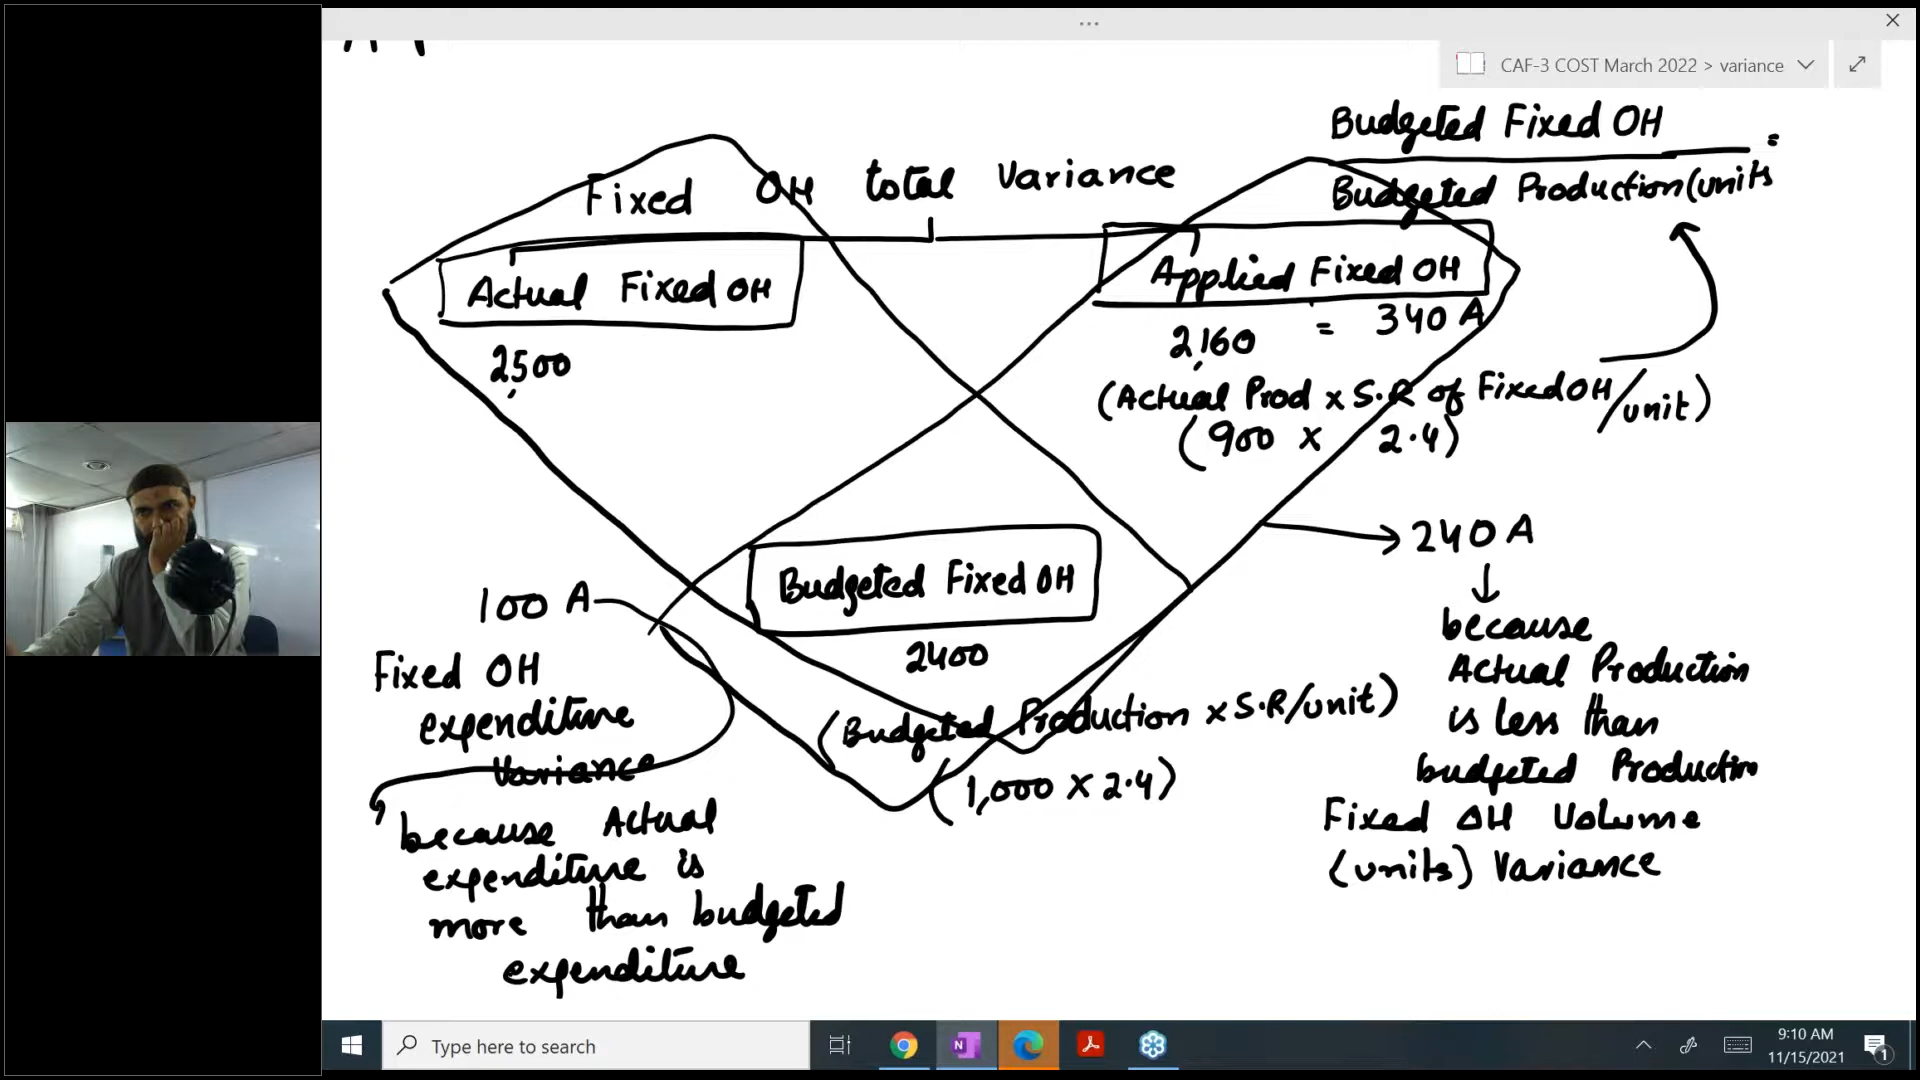 CAF-3 COST March 2022 > variance
Budgeted Fixed OH
=
Budgeted Production (units
Fixed OH total Variance
Actual Fixed OH
Applied Fixed OH
2,500
2,160 = 340 A
(Actual Prod x S.R of Fixed OH/unit)
(900 x 2.4)
Budgeted Fixed OH
2400
(Budgeted Production x S.R/unit)
(1,000 x 2.4)
100 A
Fixed OH
expenditure
Variance
because Actual
expenditure is
more than budgeted
expenditure
240 A
because
Actual Production
is less than
budgeted Production
Fixed OH Volume
(units) Variance
Type here to search
9:10 AM
11/15/2021
1